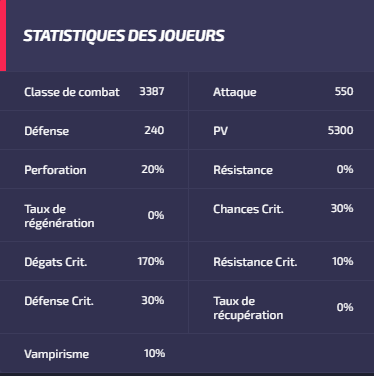 STATISTIQUES DES JOUEURS
Classe de combat 3387 Attaque 550
Défense 240 PV 5300
Perforation 20% Résistance 0%
Taux de
régénération 0% Chances Crit. 30%
Dégats Crit. 170% Résistance Crit. 10%
Défense Crit. 30% Taux de
récupération 0%
Vampirisme 10%